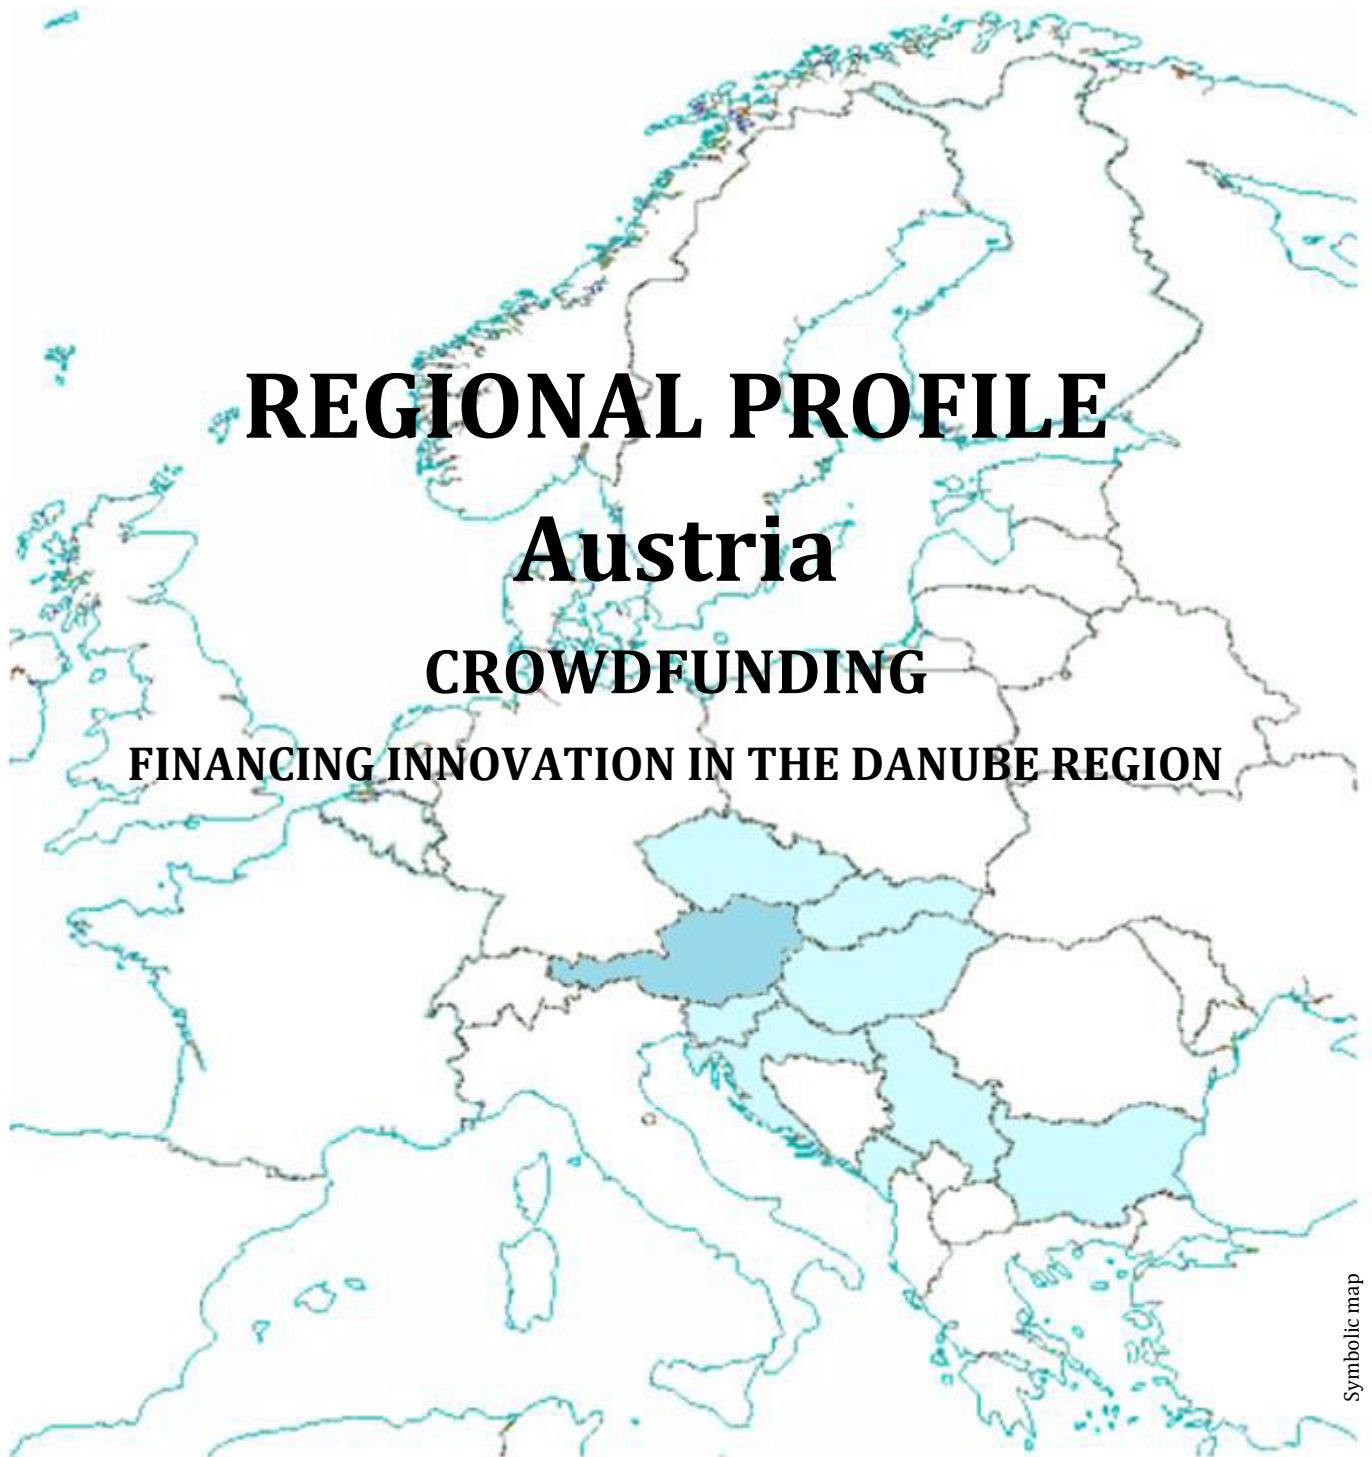 REGIONAL PROFILE
Austria
CROWDFUNDING
FINANCING INNOVATION IN THE DANUBE REGION
Symbolic map